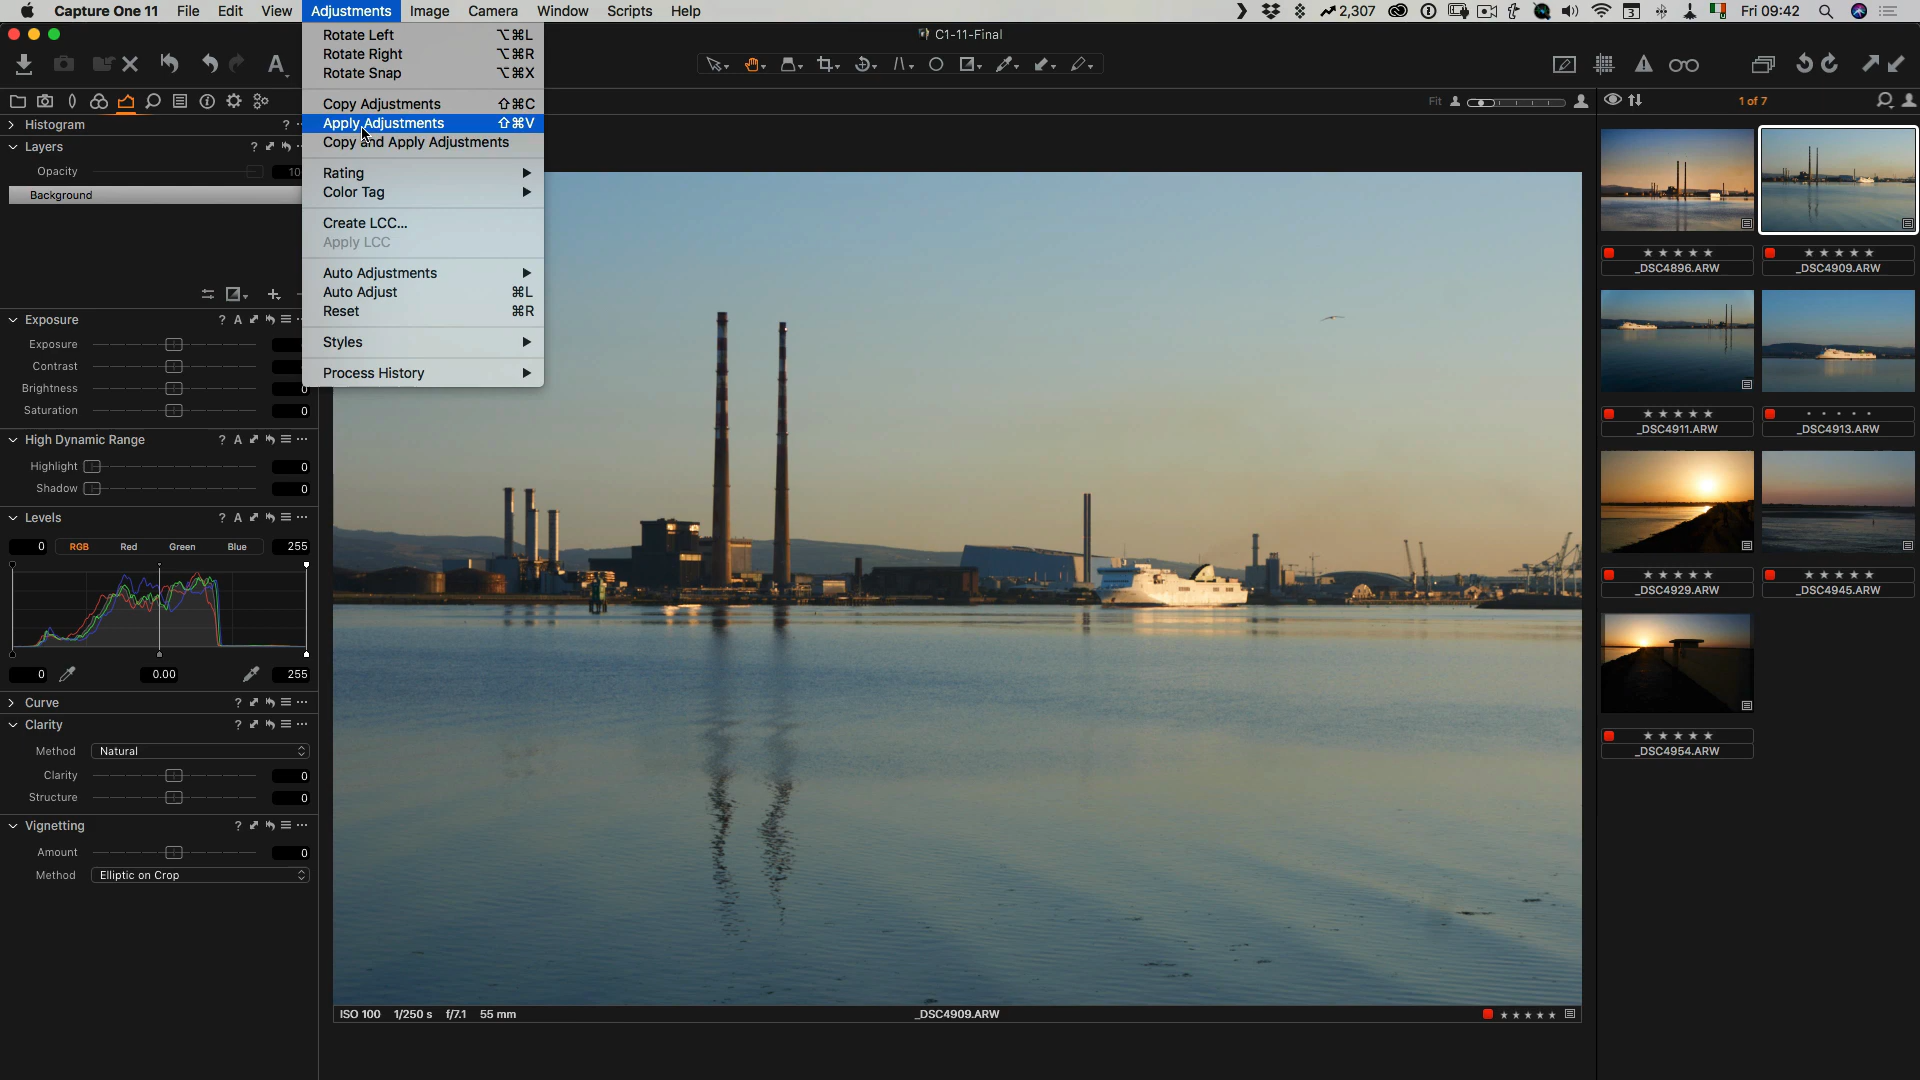 Capture One 11 File Edit View Adjustments Image Camera Window Scripts Help 2,307 3 Fri 09:42
C1-11-Final
Rotate Left ⌥⌘L
Rotate Right ⌥⌘R
Rotate Snap ⌥⌘X
Copy Adjustments ⇧⌘C
Apply Adjustments ⇧⌘V
Copy and Apply Adjustments
Rating
Color Tag
Create LCC...
Apply LCC
Auto Adjustments
Auto Adjust ⌘L
Reset ⌘R
Styles
Process History
Fit
1 of 7
Histogram ?
Layers ?
Opacity 10
Background
Exposure ? A
Exposure
Contrast
Brightness 0
Saturation 0
High Dynamic Range ? A
Highlight 0
Shadow 0
Levels ? A
0 RGB Red Green Blue 255
0 0.00 255
Curve ?
Clarity ?
Method Natural
Clarity 0
Structure 0
Vignetting ?
Amount 0
Method Elliptic on Crop
ISO 100 1/250 s f/7.1 55 mm _DSC4909.ARW
_DSC4896.ARW
_DSC4909.ARW
_DSC4911.ARW
_DSC4913.ARW
_DSC4929.ARW
_DSC4945.ARW
_DSC4954.ARW